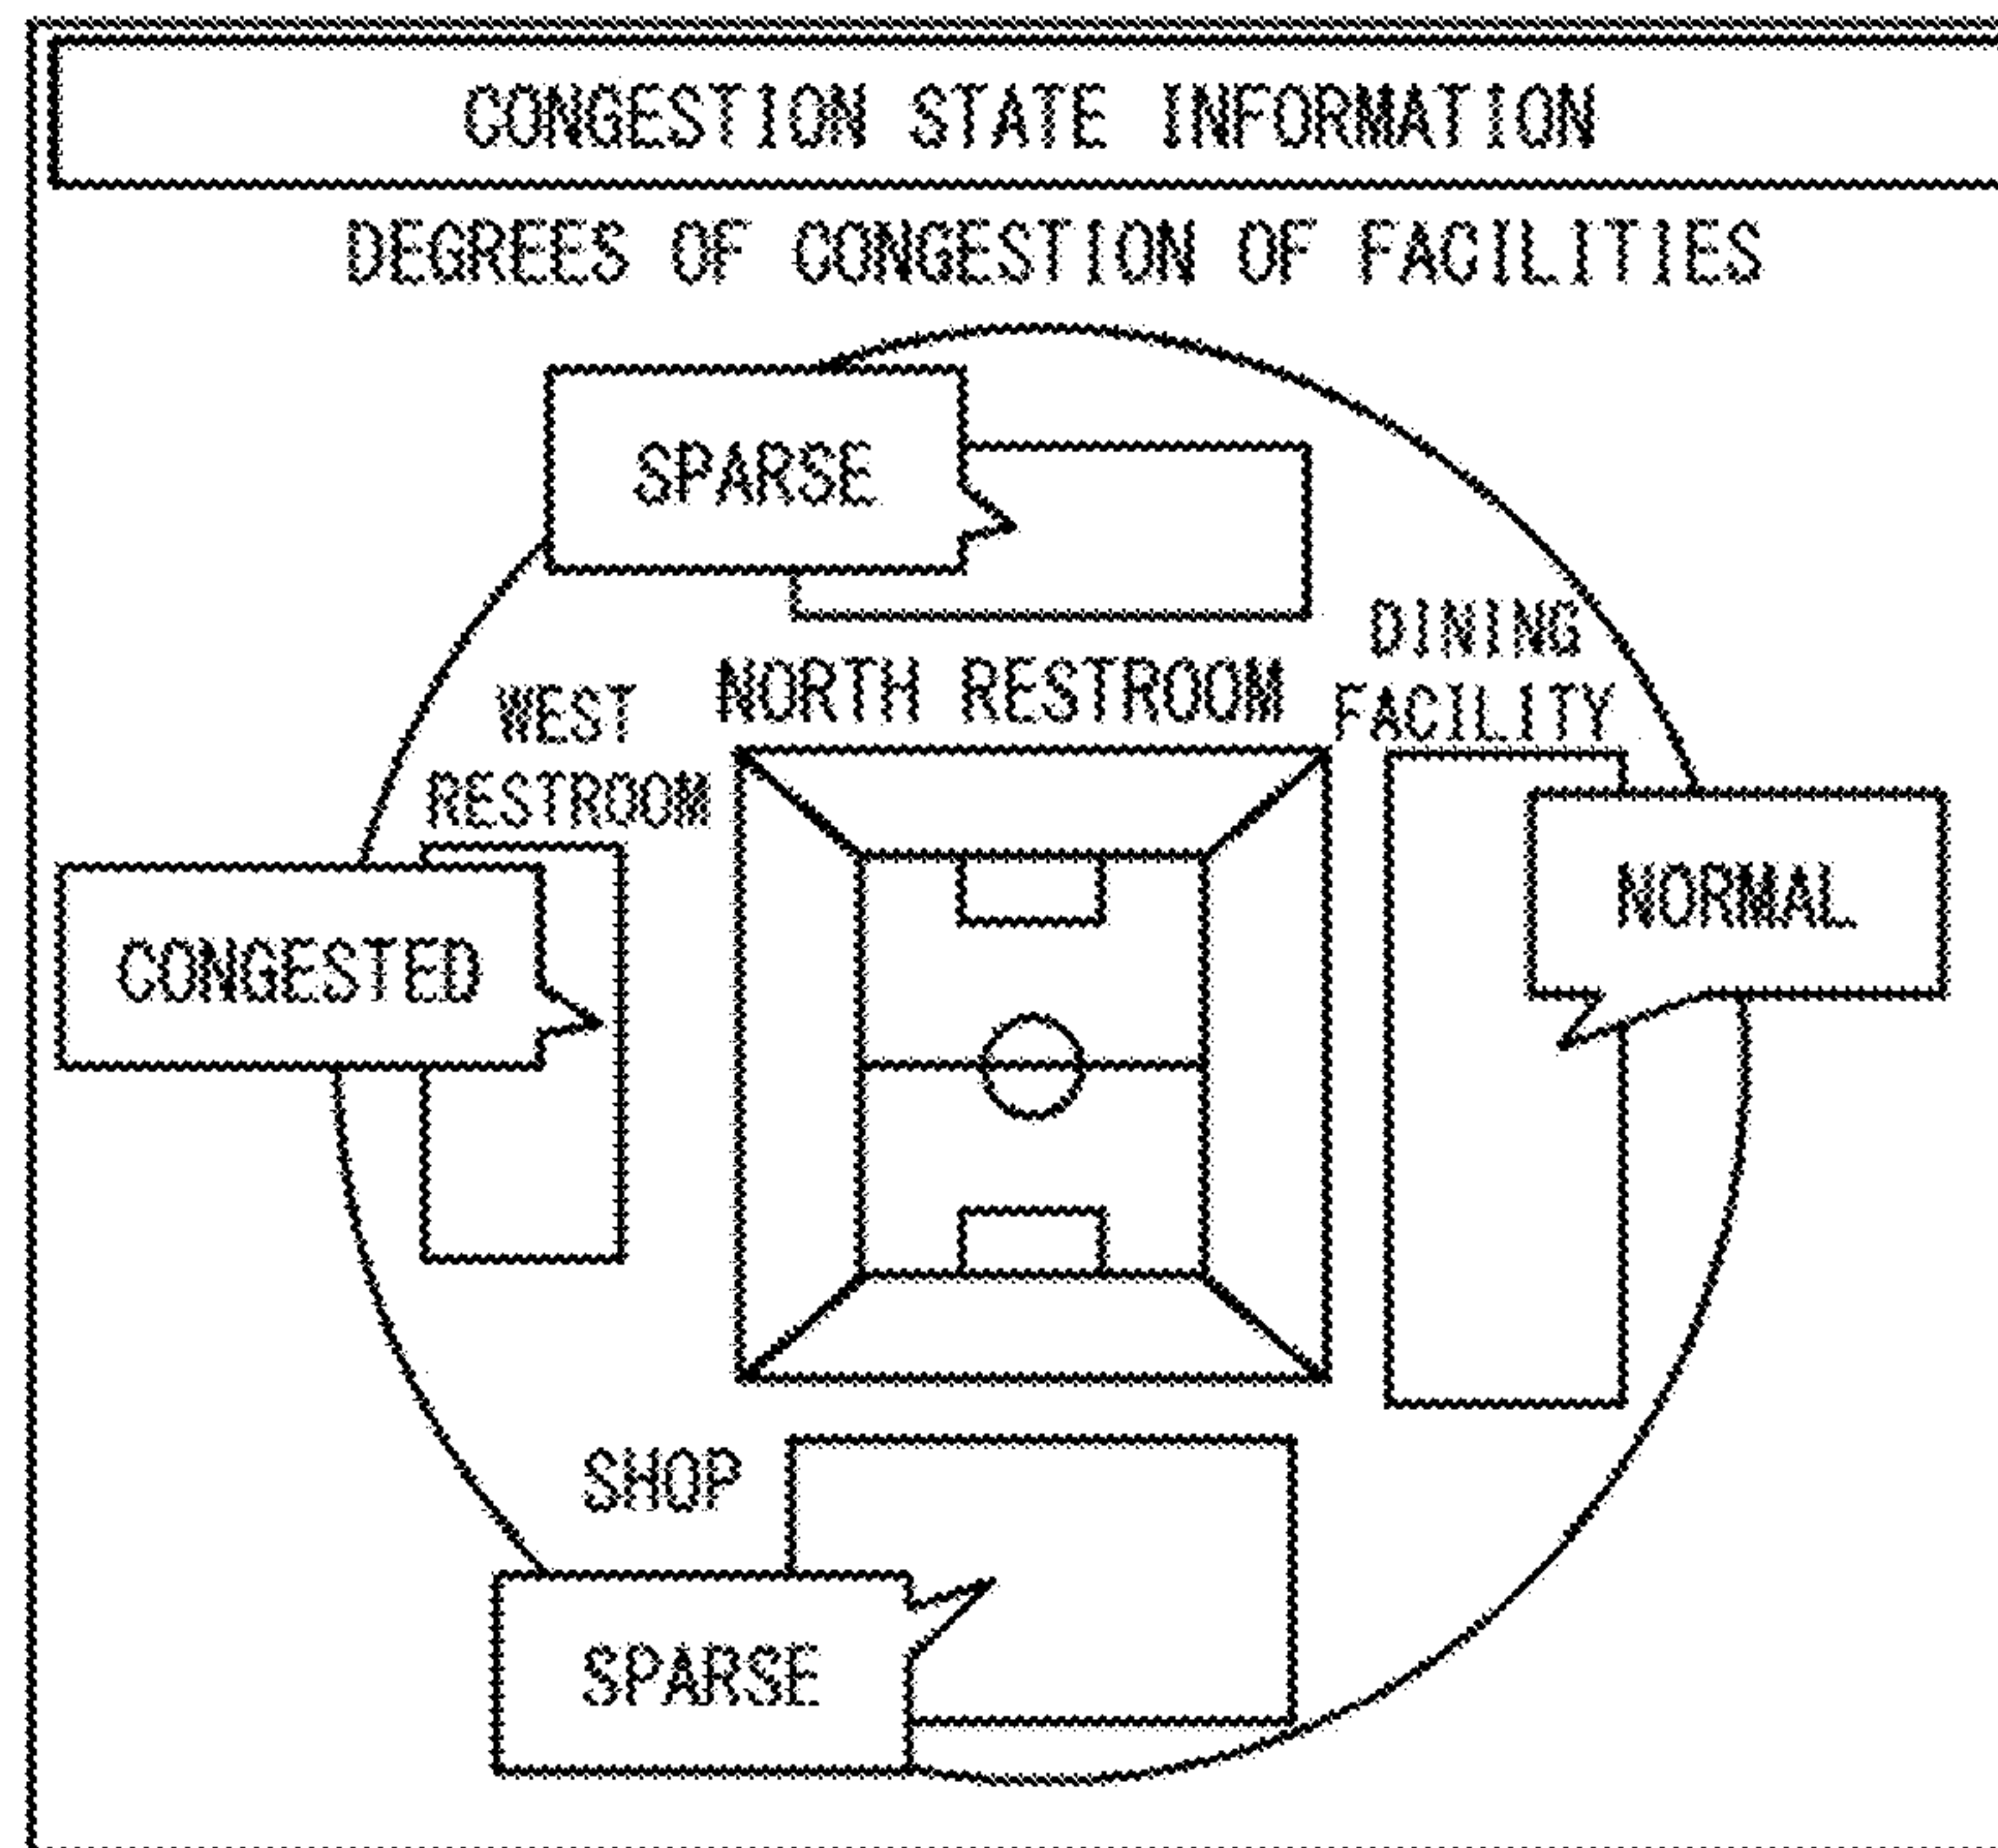 CONGESTION STATE INFORMATION
DEGREES OF CONGESTION OF FACILITIES
SPARSE
DINING
FACILITY
NORTH RESTROOM
WEST
RESTROOM
NORMAL
CONGESTED
SHOP
SPARSE